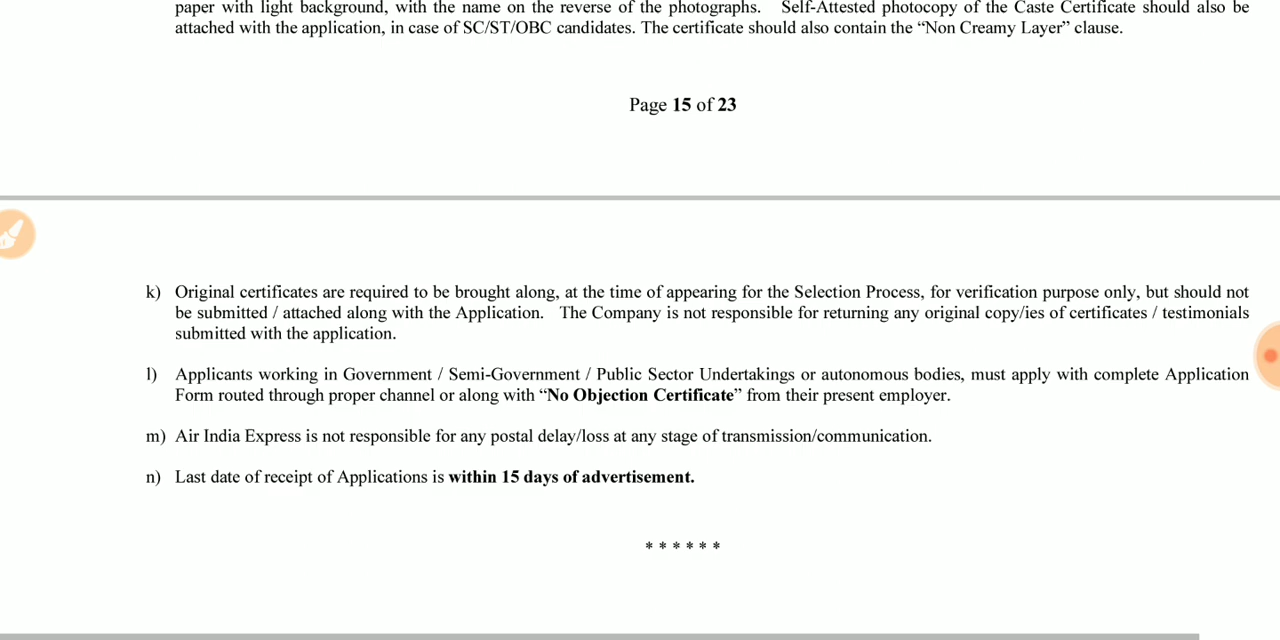 paper with light background, with the name on the reverse of the photographs. Self-Attested photocopy of the Caste Certificate should also be
attached with the application, in case of SC/ST/OBC candidates. The certificate should also contain the “Non Creamy Layer” clause.
Page 15 of 23
k) Original certificates are required to be brought along, at the time of appearing for the Selection Process, for verification purpose only, but should not
be submitted / attached along with the Application. The Company is not responsible for returning any original copy/ies of certificates / testimonials
submitted with the application.
l) Applicants working in Government / Semi-Government / Public Sector Undertakings or autonomous bodies, must apply with complete Application
Form routed through proper channel or along with “No Objection Certificate” from their present employer.
m) Air India Express is not responsible for any postal delay/loss at any stage of transmission/communication.
n) Last date of receipt of Applications is within 15 days of advertisement.
* * * * * *